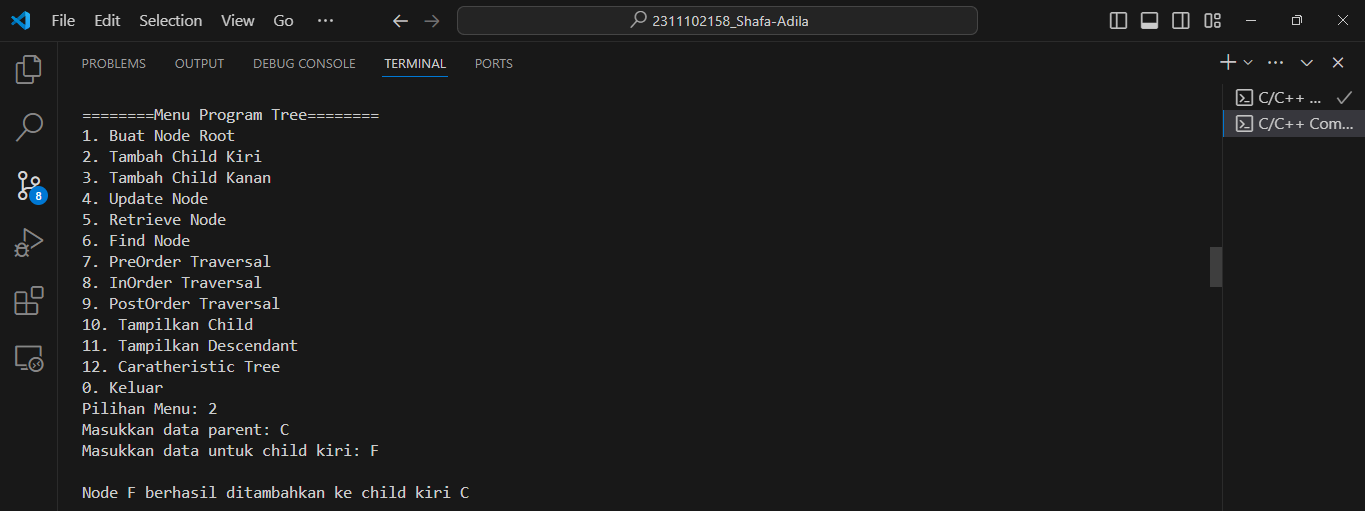 File Edit Selection View Go ...
2311102158_Shafa-Adila
PROBLEMS OUTPUT DEBUG CONSOLE TERMINAL PORTS
C/C++ ...
C/C++ Com...
8
========Menu Program Tree========
1. Buat Node Root
2. Tambah Child Kiri
3. Tambah Child Kanan
4. Update Node
5. Retrieve Node
6. Find Node
7. PreOrder Traversal
8. InOrder Traversal
9. PostOrder Traversal
10. Tampilkan Child
11. Tampilkan Descendant
12. Caratheristic Tree
0. Keluar
Pilihan Menu: 2
Masukkan data parent: C
Masukkan data untuk child kiri: F
Node F berhasil ditambahkan ke child kiri C